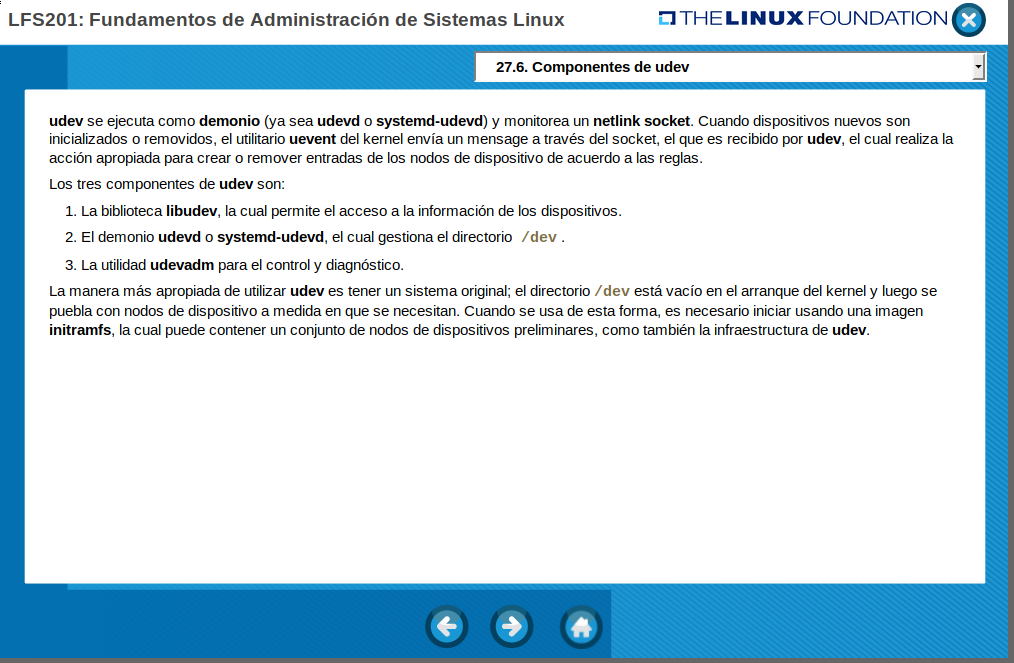 LFS201: Fundamentos de Administración de Sistemas Linux
THE LINUX FOUNDATION
27.6. Componentes de udev
udev se ejecuta como demonio (ya sea udevd o systemd-udevd) y monitorea un netlink socket. Cuando dispositivos nuevos son
inicializados o removidos, el utilitario uevent del kernel envía un message a través del socket, el que es recibido por udev, el cual realiza la
acción apropiada para crear o remover entradas de los nodos de dispositivo de acuerdo a las reglas.
Los tres componentes de udev son:
1. La biblioteca libudev, la cual permite el acceso a la información de los dispositivos.
2. El demonio udevd o systemd-udevd, el cual gestiona el directorio /dev .
3. La utilidad udevadm para el control y diagnóstico.
La manera más apropiada de utilizar udev es tener un sistema original; el directorio /dev está vacío en el arranque del kernel y luego se
puebla con nodos de dispositivo a medida en que se necesitan. Cuando se usa de esta forma, es necesario iniciar usando una imagen
initramfs, la cual puede contener un conjunto de nodos de dispositivos preliminares, como también la infraestructura de udev.